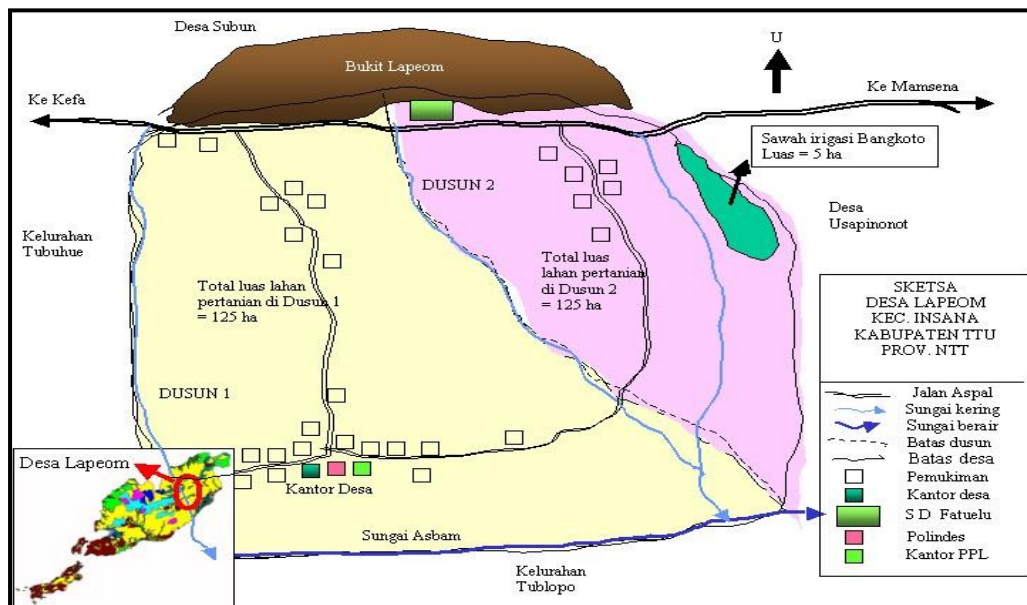 Desa Subun
Bukit Lapeom
U
Ke Kefa
Ke Mamsena
Sawah irigasi Bangkoto
Luas = 5 ha
DUSUN 2
Desa
Usapinonot
Kelurahan
Tubuhue
Total luas lahan
pertanian di Dusun 1
= 125 ha
Total luas
lahan pertanian
di Dusun 2
= 125 ha
DUSUN 1
Desa Lapeom
Kantor Desa
Sungai Asbam
Kelurahan
Tublopo
SKETSA
DESA LAPEOM
KEC. INSANA
KABUPATEN TTU
PROV. NTT
Jalan Aspal
Sungai kering
Sungai berair
Batas dusun
Batas desa
Pemukiman
Kantor desa
S D Fatuelu
Polindes
Kantor PPL